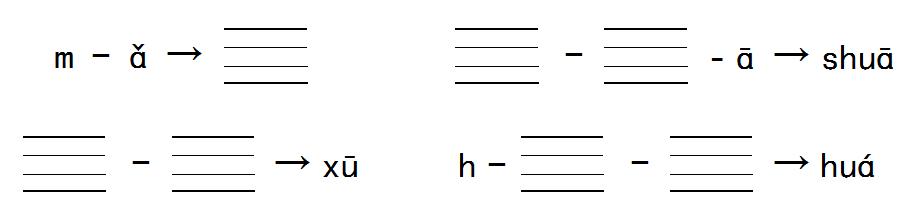 m – ǎ → – - ā → shuā
– → xū h – – → huá